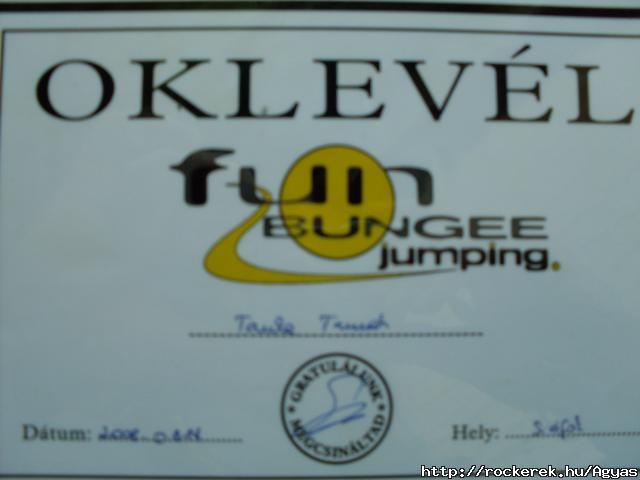 OKLEVÉL
fun
BUNGEE
jumping.
GRATULÁLUNK
MEGCSINÁLTAD
Dátum:
Hely:
http://rockerek.hu/Agyas